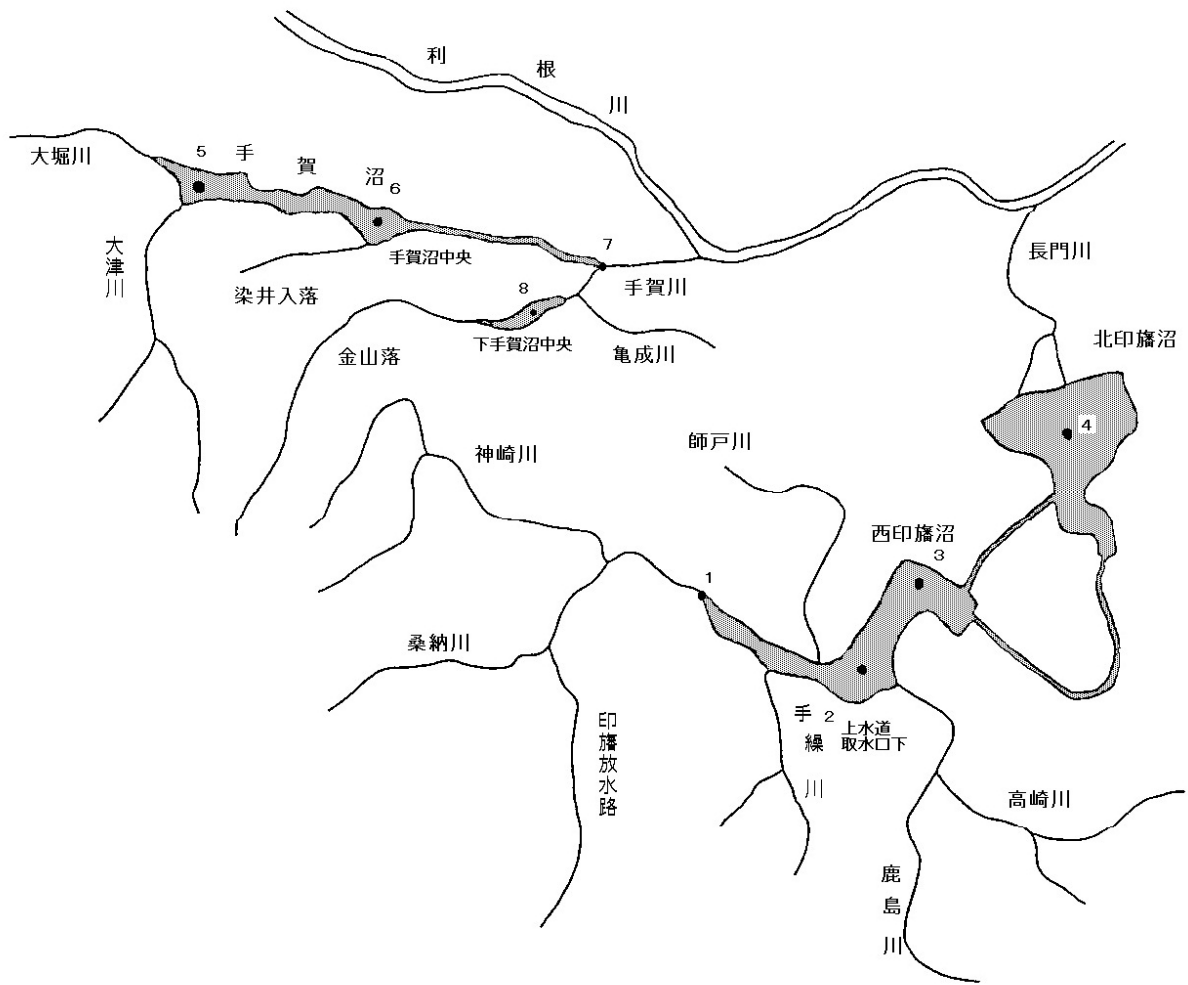 利根川
大堀川
5
手賀沼
6
大津川
手賀沼中央
染井入落
7
手賀川
8
下手賀沼中央
亀成川
金山落
長門川
北印旛沼
4
神崎川
師戸川
西印旛沼
3
1
桑納川
印旛放水路
手繰川
2
上水道
取水口下
高崎川
鹿島川